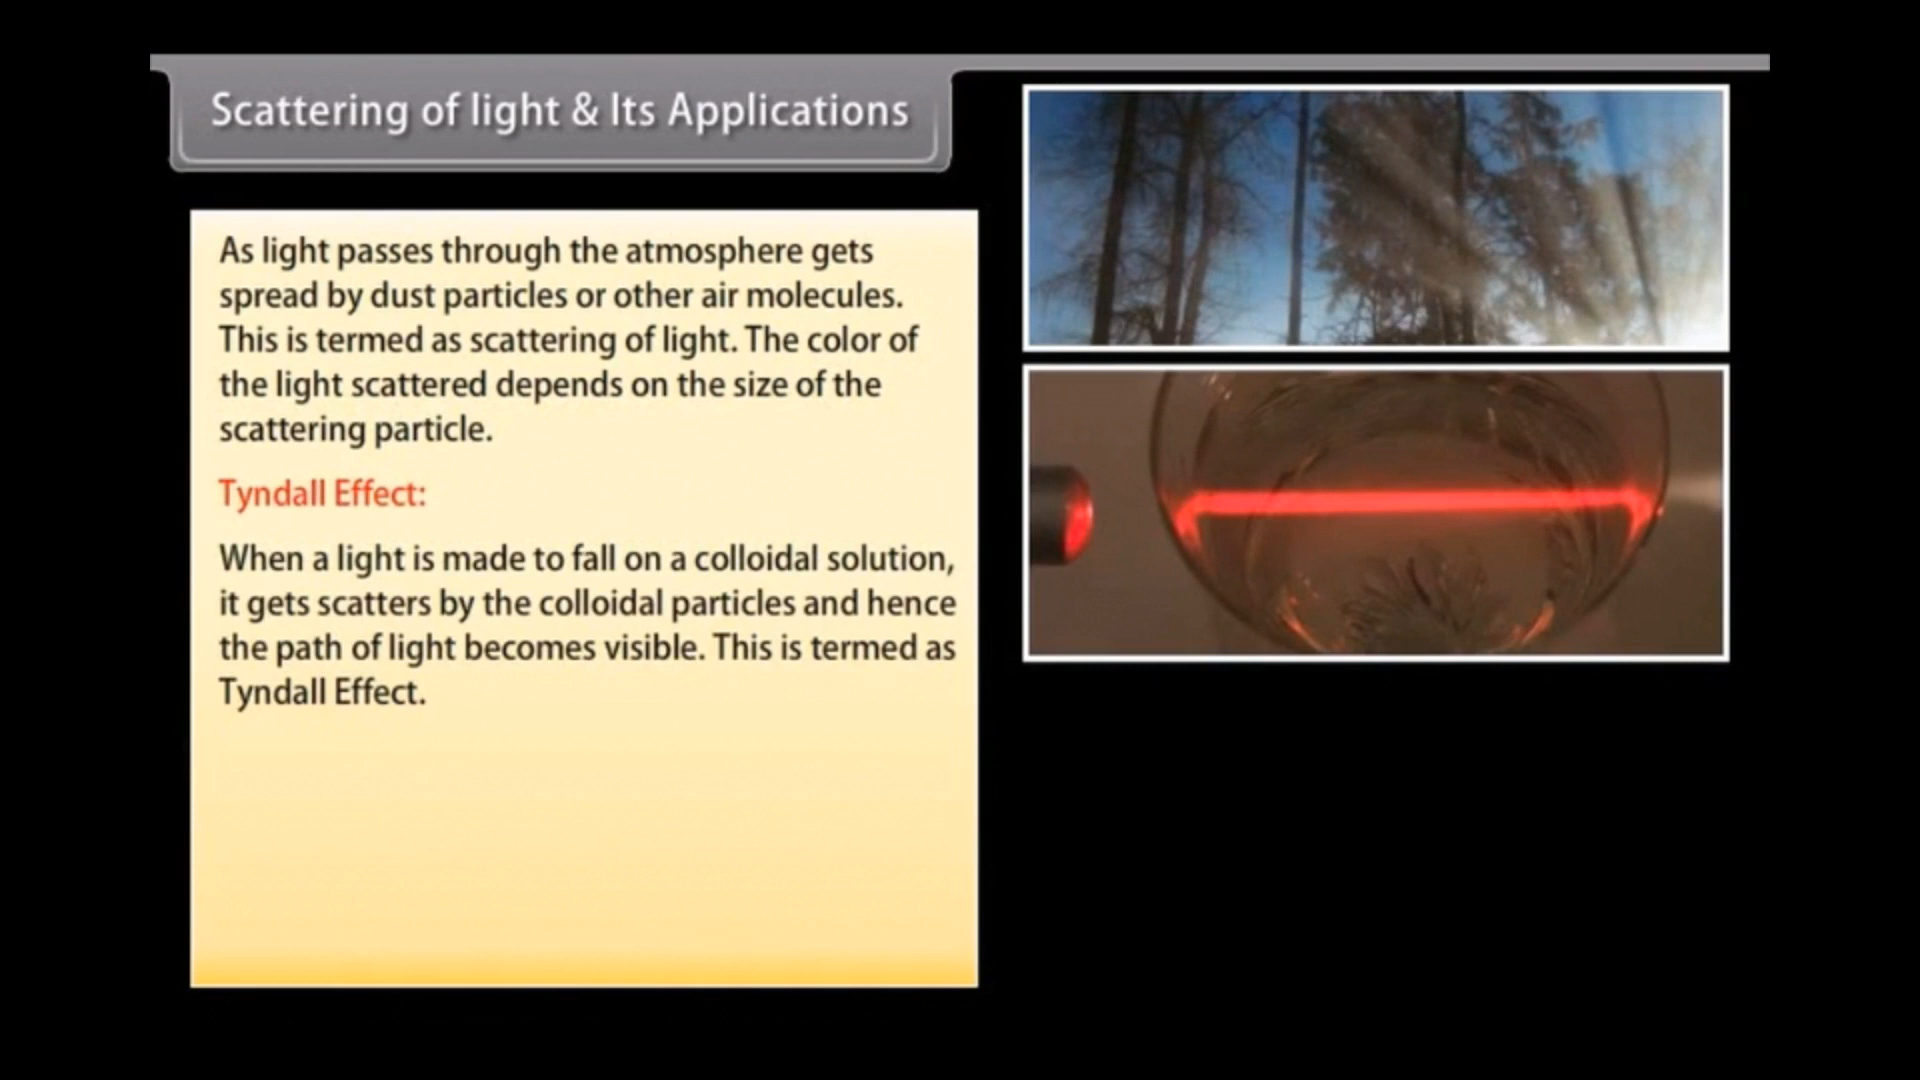 Scattering of light & Its Applications
As light passes through the atmosphere gets
spread by dust particles or other air molecules.
This is termed as scattering of light. The color of
the light scattered depends on the size of the
scattering particle.
Tyndall Effect:
When a light is made to fall on a colloidal solution,
it gets scatters by the colloidal particles and hence
the path of light becomes visible. This is termed as
Tyndall Effect.